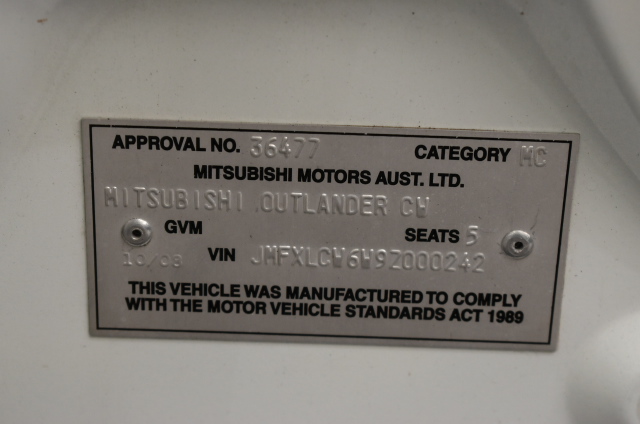 APPROVAL NO. 36477 CATEGORY MC
MITSUBISHI MOTORS AUST. LTD.
MITSUBISHI OUTLANDER CW
GVM SEATS 5
10/08 VIN JMFXLCW6W9Z000242
THIS VEHICLE WAS MANUFACTURED TO COMPLY
WITH THE MOTOR VEHICLE STANDARDS ACT 1989